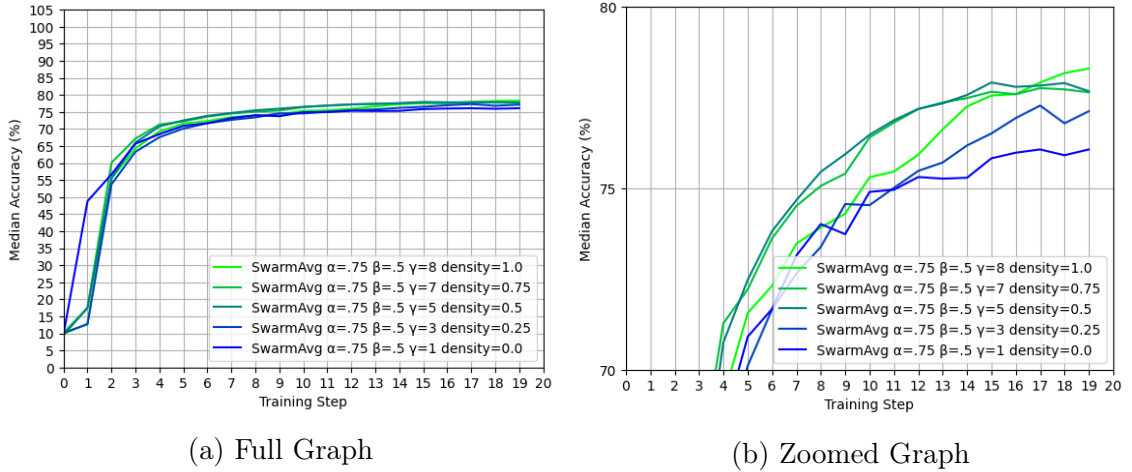 105
100
95
90
85
80
75
70
65
60
55
50
45
40
35
30
25
20
15
10
5
0
Median Accuracy (%)
SwarmAvg α=.75 β=.5 γ=8 density=1.0
SwarmAvg α=.75 β=.5 γ=7 density=0.75
SwarmAvg α=.75 β=.5 γ=5 density=0.5
SwarmAvg α=.75 β=.5 γ=3 density=0.25
SwarmAvg α=.75 β=.5 γ=1 density=0.0
0 1 2 3 4 5 6 7 8 9 10 11 12 13 14 15 16 17 18 19 20
Training Step
(a) Full Graph
80
75
70
Median Accuracy (%)
SwarmAvg α=.75 β=.5 γ=8 density=1.0
SwarmAvg α=.75 β=.5 γ=7 density=0.75
SwarmAvg α=.75 β=.5 γ=5 density=0.5
SwarmAvg α=.75 β=.5 γ=3 density=0.25
SwarmAvg α=.75 β=.5 γ=1 density=0.0
0 1 2 3 4 5 6 7 8 9 10 11 12 13 14 15 16 17 18 19 20
Training Step
(b) Zoomed Graph